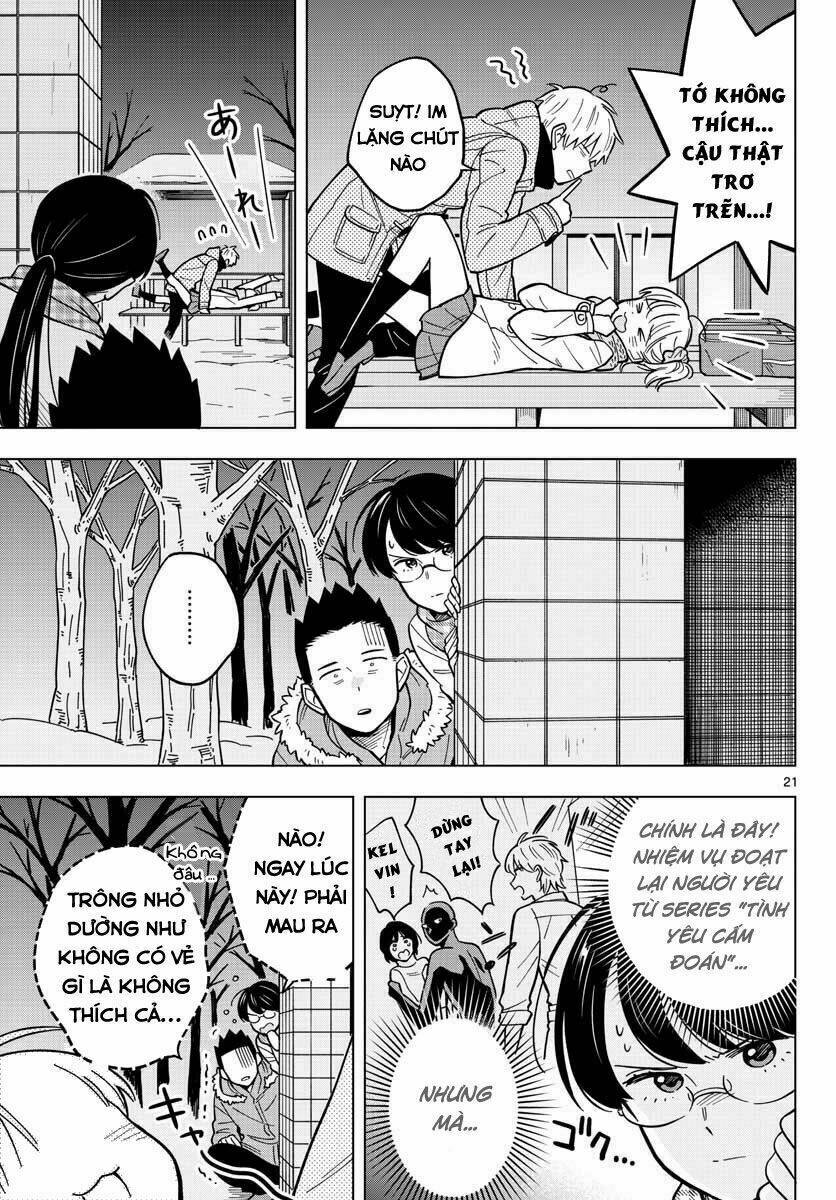 TỚ KHÔNG
THÍCH...
CẬU THẬT
TRƠ
TRẼN...!
SUỴT! IM
LẶNG CHÚT
NÀO
あーれー
.........
21
CHÍNH LÀ ĐÂY!
NHIỆM VỤ ĐOẠT
LẠI NGƯỜI YÊU
TỪ SERIES "TÌNH
YÊU CẤM
ĐOÁN"...
DỪNG
TAY
LẠI!
KEL
VIN
!
NHƯNG
MÀ...
ゴク...
NÀO!
NGAY LÚC
NÀY! PHẢI
MAU RA
Không
đâu ...
TRÔNG NHỎ
DƯỜNG NHƯ
KHÔNG CÓ VẺ
GÌ LÀ KHÔNG
THÍCH CẢ...
キャー